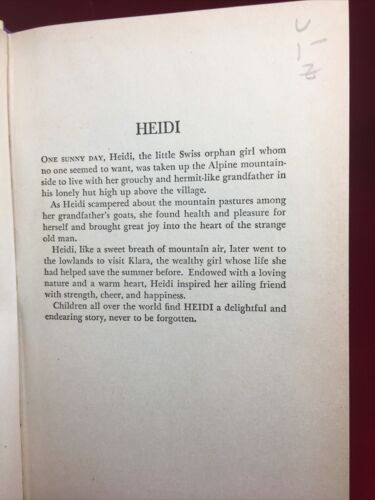 U
1 –
HEIDI
ONE SUNNY DAY, Heidi, the little Swiss orphan girl whom
no one seemed to want, was taken up the Alpine mountain-
side to live with her grouchy and hermit-like grandfather in
his lonely hut high up above the village.
As Heidi scampered about the mountain pastures among
her grandfather's goats, she found health and pleasure for
herself and brought great joy into the heart of the strange
old man.
Heidi, like a sweet breath of mountain air, later went to
the lowlands to visit Klara, the wealthy girl whose life she
had helped save the summer before. Endowed with a loving
nature and a warm heart, Heidi inspired her ailing friend
with strength, cheer, and happiness.
Children all over the world find HEIDI a delightful and
endearing story, never to be forgotten.